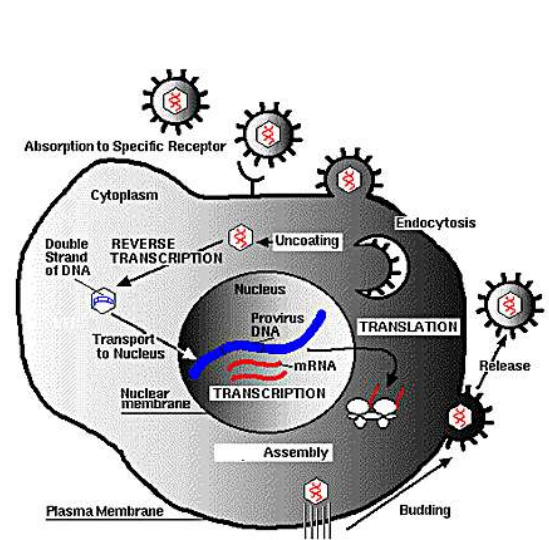 Absorption to Specific Receptor
Cytoplasm
Endocytosis
Double
Strand
of DNA
REVERSE
TRANSCRIPTION
Uncoating
Nucleus
Provirus
DNA
TRANSLATION
Transport
to Nucleus
mRNA
Release
Nuclear
membrane
TRANSCRIPTION
Assembly
Plasma Membrane
Budding